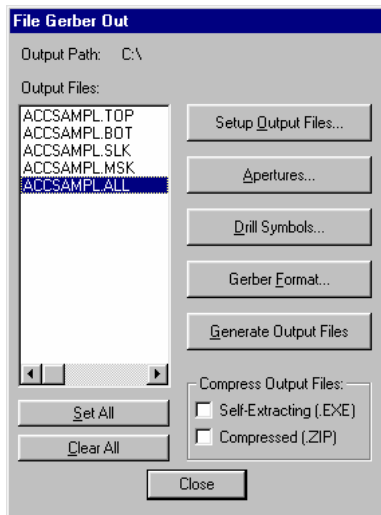 File Gerber Out
Output Path: C:\
Output Files:
ACCSAMPL.TOP
ACCSAMPL.BOT
ACCSAMPL.SLK
ACCSAMPL.MSK
ACCSAMPL.ALL
Setup Output Files...
Apertures...
Drill Symbols...
Gerber Format...
Generate Output Files
Set All
Clear All
Compress Output Files:
Self-Extracting (.EXE)
Compressed (.ZIP)
Close